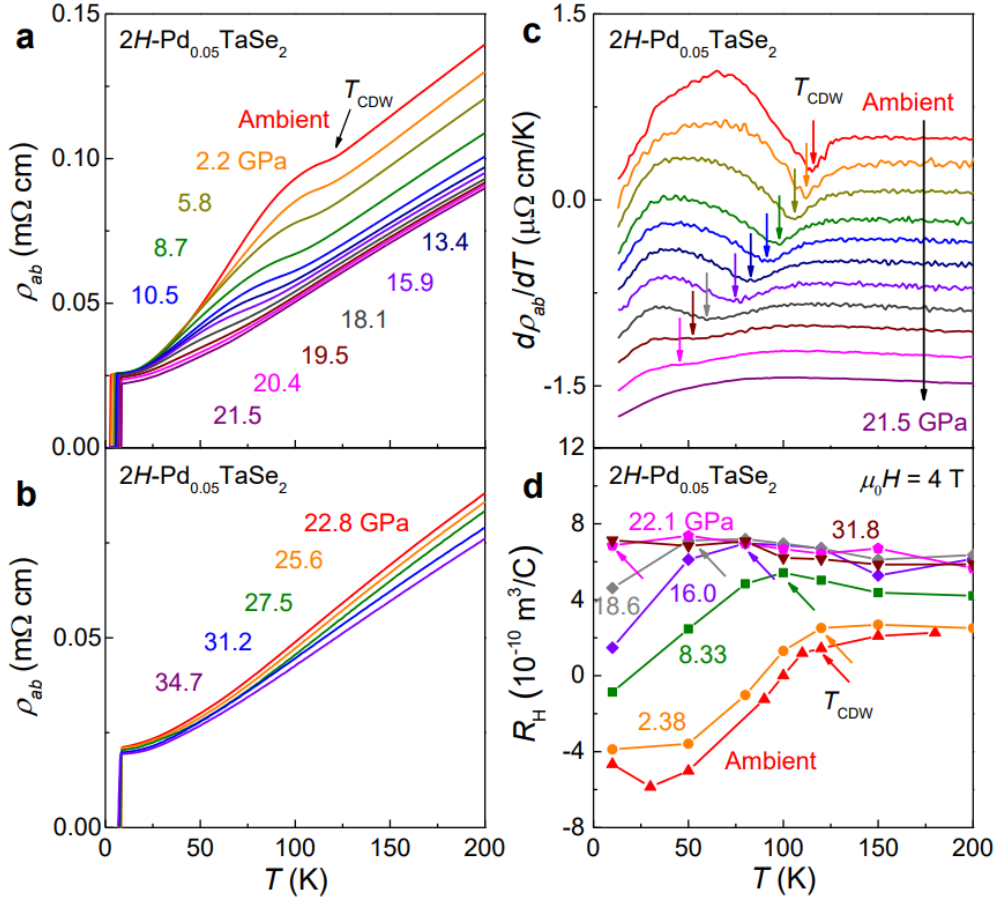 a
2H-Pd0.05TaSe2
0.15
0.10
0.05
0.00
ρab (mΩ cm)
TCDW
Ambient
2.2 GPa
5.8
8.7
10.5
13.4
15.9
18.1
19.5
20.4
21.5
b
2H-Pd0.05TaSe2
22.8 GPa
25.6
27.5
31.2
34.7
0.05
0.00
ρab (mΩ cm)
0
50
100
150
200
T (K)
c
2H-Pd0.05TaSe2
1.5
0.0
-1.5
dρab/dT (μΩ cm/K)
TCDW
Ambient
21.5 GPa
d
2H-Pd0.05TaSe2
μ0H = 4 T
12
8
4
0
-4
-8
RH (10-10 m3/C)
22.1 GPa
31.8
18.6
16.0
8.33
2.38
TCDW
Ambient
0
50
100
150
200
T (K)